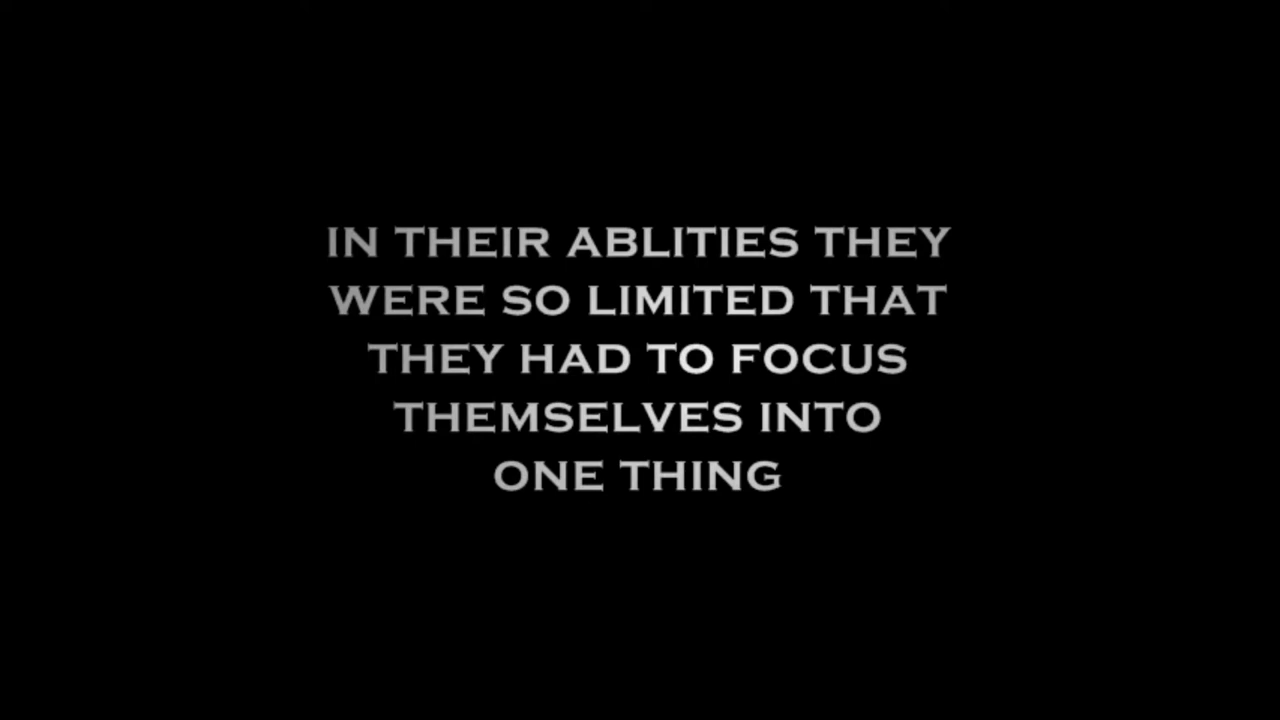 IN THEIR ABLITIES THEY
WERE SO LIMITED THAT
THEY HAD TO FOCUS
THEMSELVES INTO
ONE THING